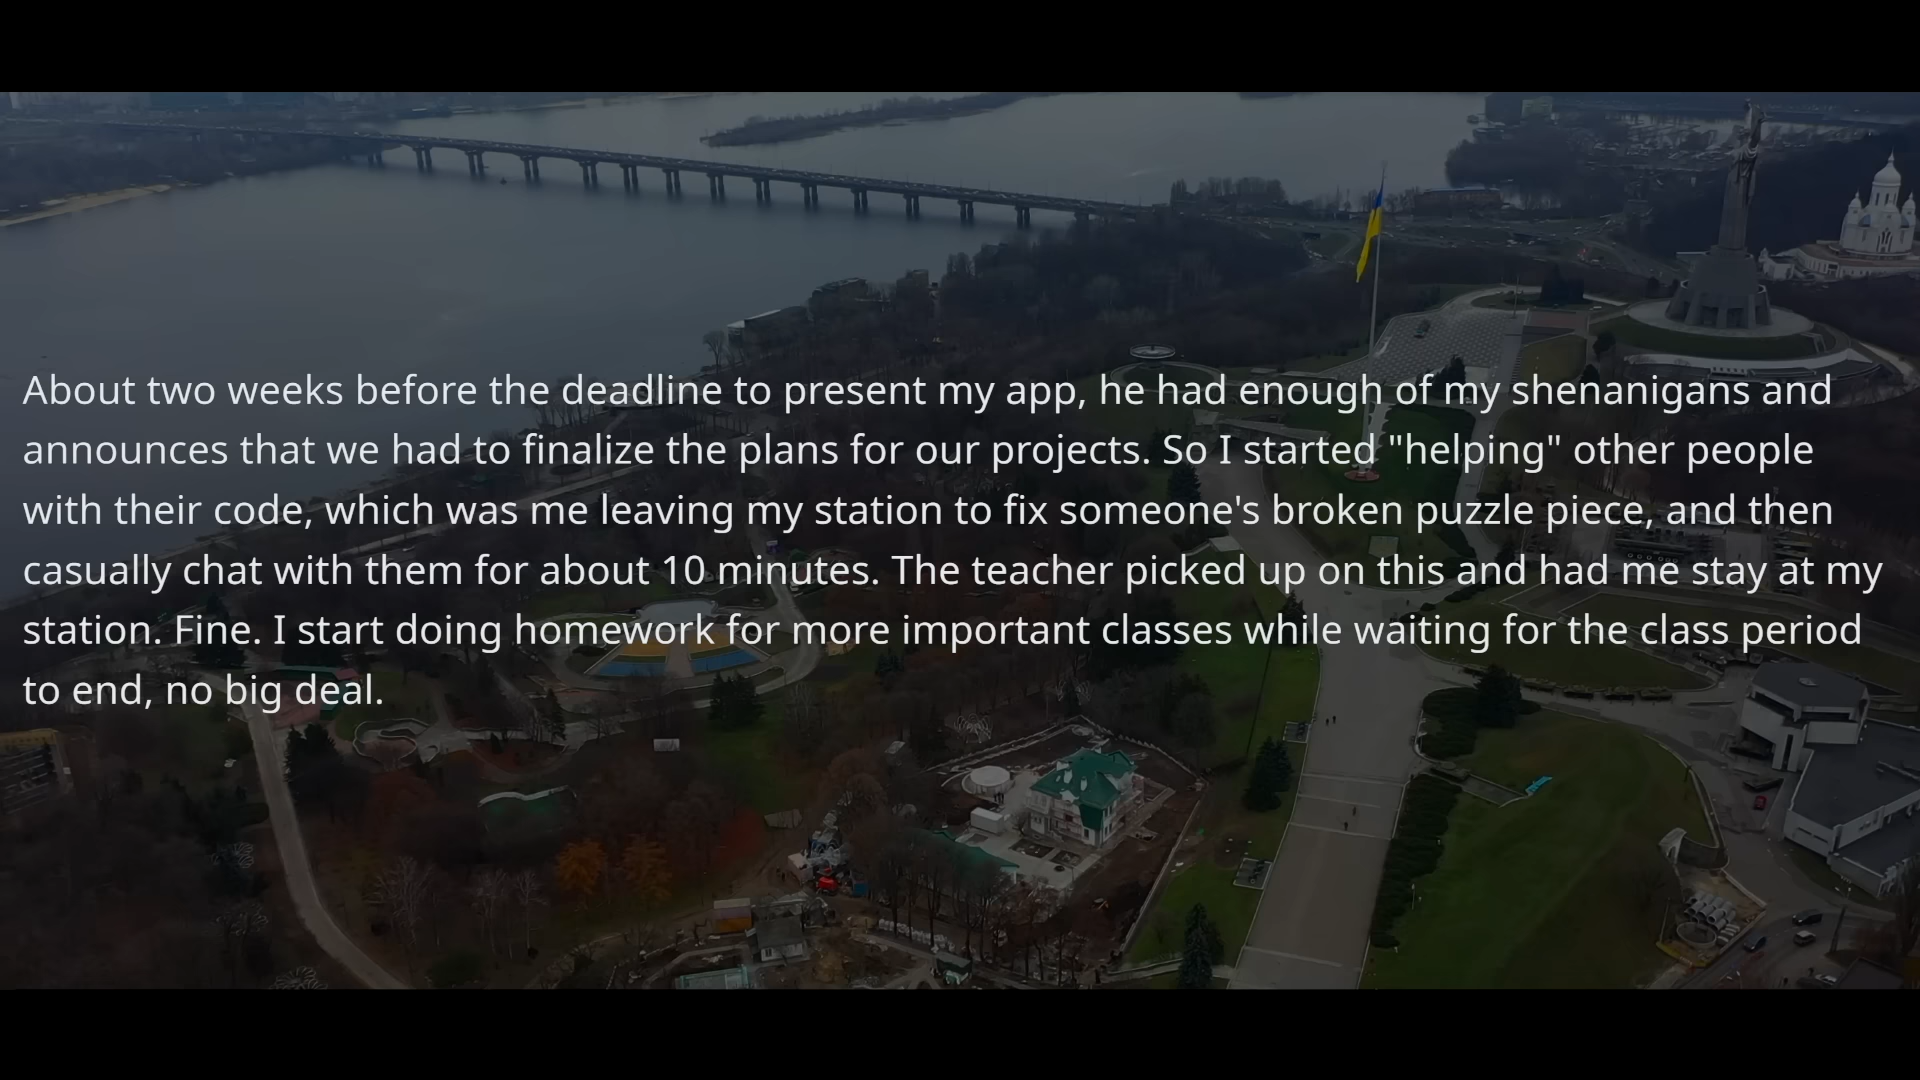 About two weeks before the deadline to present my app, he had enough of my shenanigans and
announces that we had to finalize the plans for our projects. So I started "helping" other people
with their code, which was me leaving my station to fix someone's broken puzzle piece, and then
casually chat with them for about 10 minutes. The teacher picked up on this and had me stay at my
station. Fine. I start doing homework for more important classes while waiting for the class period
to end, no big deal.